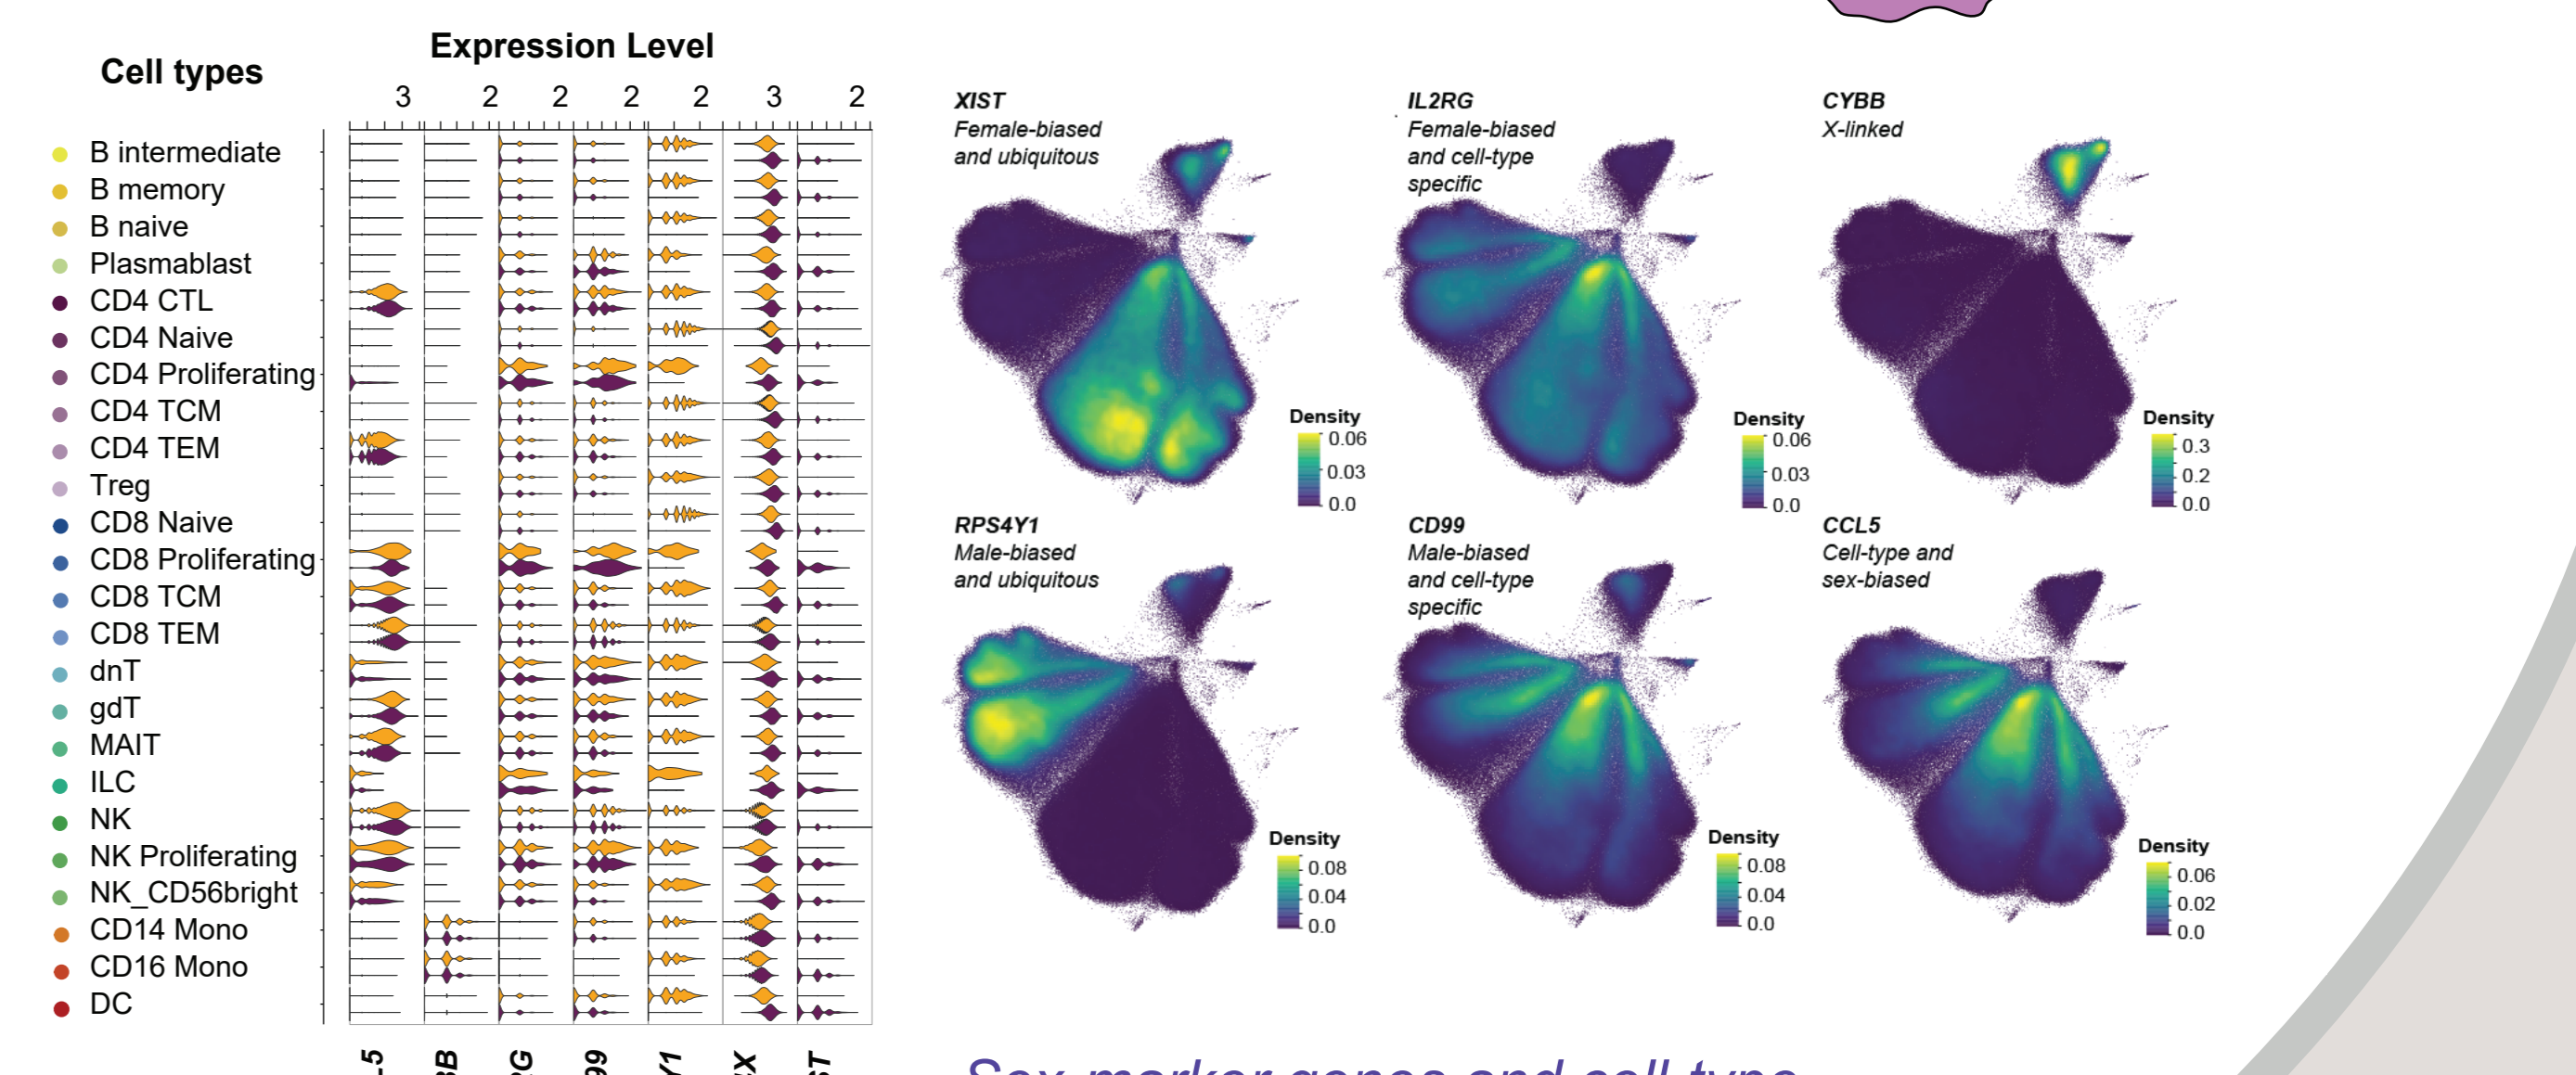 Cell types
Expression Level
3 2 2 2 2 3 2
B intermediate
B memory
B naive
Plasmablast
CD4 CTL
CD4 Naive
CD4 Proliferating
CD4 TCM
CD4 TEM
Treg
CD8 Naive
CD8 Proliferating
CD8 TCM
CD8 TEM
dnT
gdT
MAIT
ILC
NK
NK Proliferating
NK_CD56bright
CD14 Mono
CD16 Mono
DC
XIST
Female-biased
and ubiquitous
Density
0.06
0.03
0.0
IL2RG
Female-biased
and cell-type
specific
Density
0.06
0.03
0.0
CYBB
X-linked
Density
0.3
0.2
0.0
RPS4Y1
Male-biased
and ubiquitous
Density
0.08
0.04
0.0
CD99
Male-biased
and cell-type
specific
Density
0.08
0.04
0.0
CCL5
Cell-type and
sex-biased
Density
0.06
0.02
0.0
Sex-marker genes and cell type